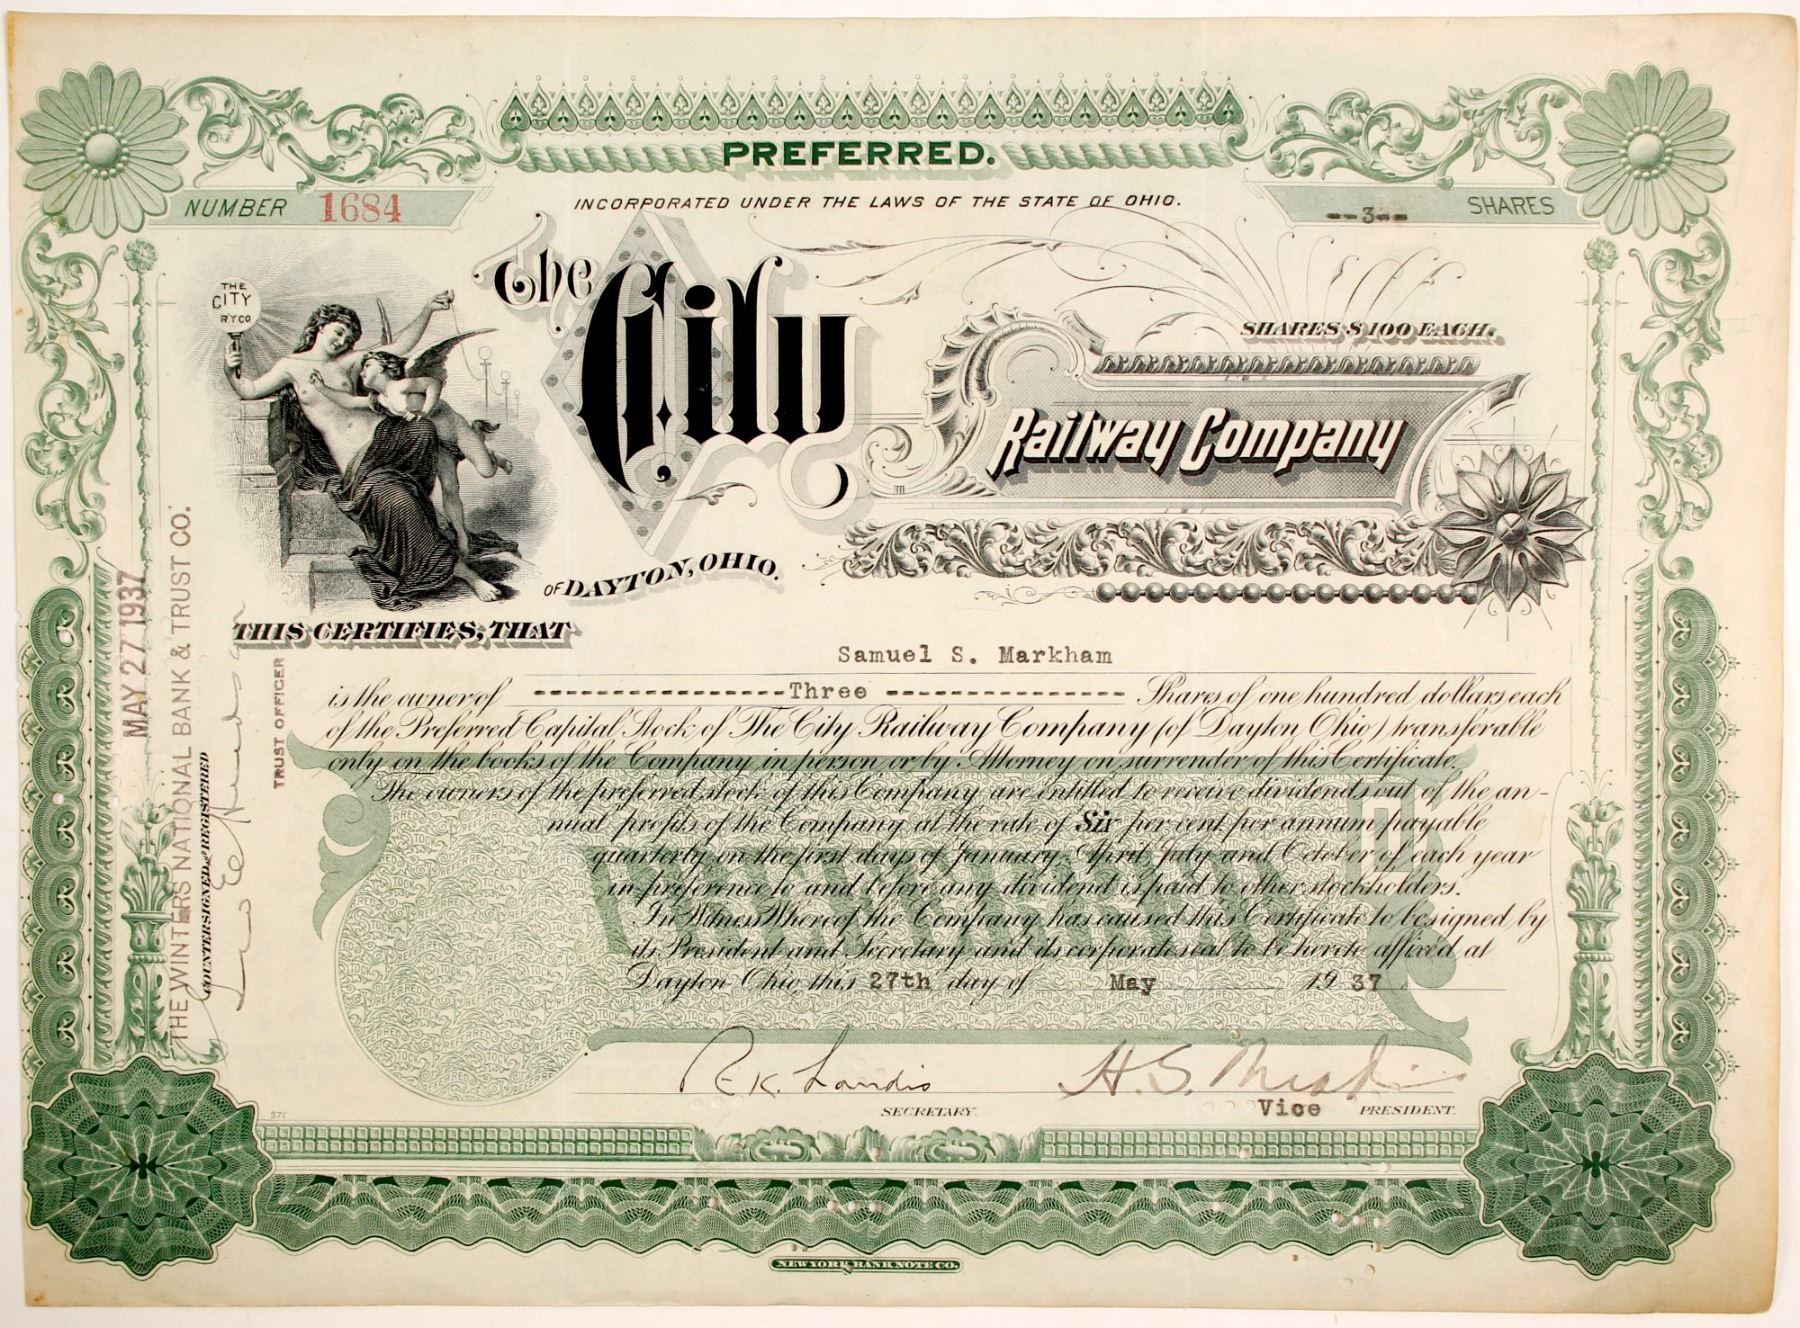 PREFERRED.
NUMBER 1684
INCORPORATED UNDER THE LAWS OF THE STATE OF OHIO.
--3-- SHARES
THE
CITY
RY CO.
The City
SHARES $100 EACH.
Railway Company
OF DAYTON, OHIO.
THIS CERTIFIES, THAT
Samuel S. Markham
is the owner of ----------------Three --------------- Shares of one hundred dollars each
of the Preferred Capital Stock of The City Railway Company (of Dayton Ohio) transferable
only on the books of the Company in person or by Attorney on surrender of this Certificate.
The owners of the preferred stock of this Company are entitled to receive dividends out of the an-
nual profits of the Company at the rate of Six per cent per annum payable
quarterly on the first days of January, April, July and October of each year
in preference to and before any dividend is paid to other stockholders.
In Witness Whereof the Company has caused this Certificate to be signed by
its President and Secretary and its corporate seal to be hereto affixed at
Dayton Ohio, this 27th day of May 1937
R. K. Landis
SECRETARY.
H. S.
Vice PRESIDENT.
MAY 27 1937
THE WINTERS NATIONAL BANK & TRUST CO.
COUNTERSIGNED and REGISTERED
TRUST OFFICER
NEW YORK BANK NOTE CO.